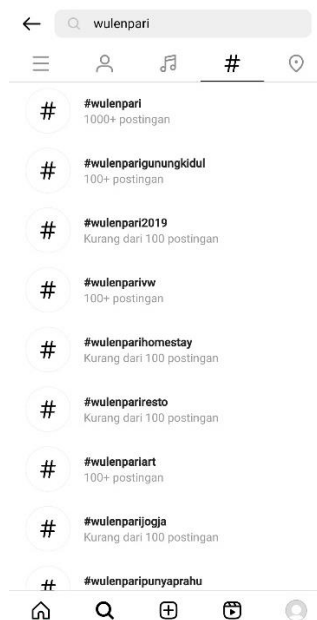 wulenpari
#
# #wulenpari
1000+ postingan
# #wulenparigunungkidul
100+ postingan
# #wulenpari2019
Kurang dari 100 postingan
# #wulenparivw
100+ postingan
# #wulenparihomestay
Kurang dari 100 postingan
# #wulenpariresto
Kurang dari 100 postingan
# #wulenpariart
100+ postingan
# #wulenparijogja
Kurang dari 100 postingan
# #wulenparipunyaprahu